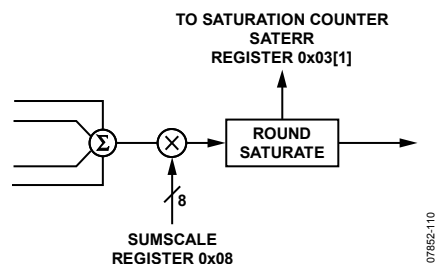 TO SATURATION COUNTER
SATERR
REGISTER 0x03[1]
Σ
×
ROUND
SATURATE
8
SUMSCALE
REGISTER 0x08
07852-110